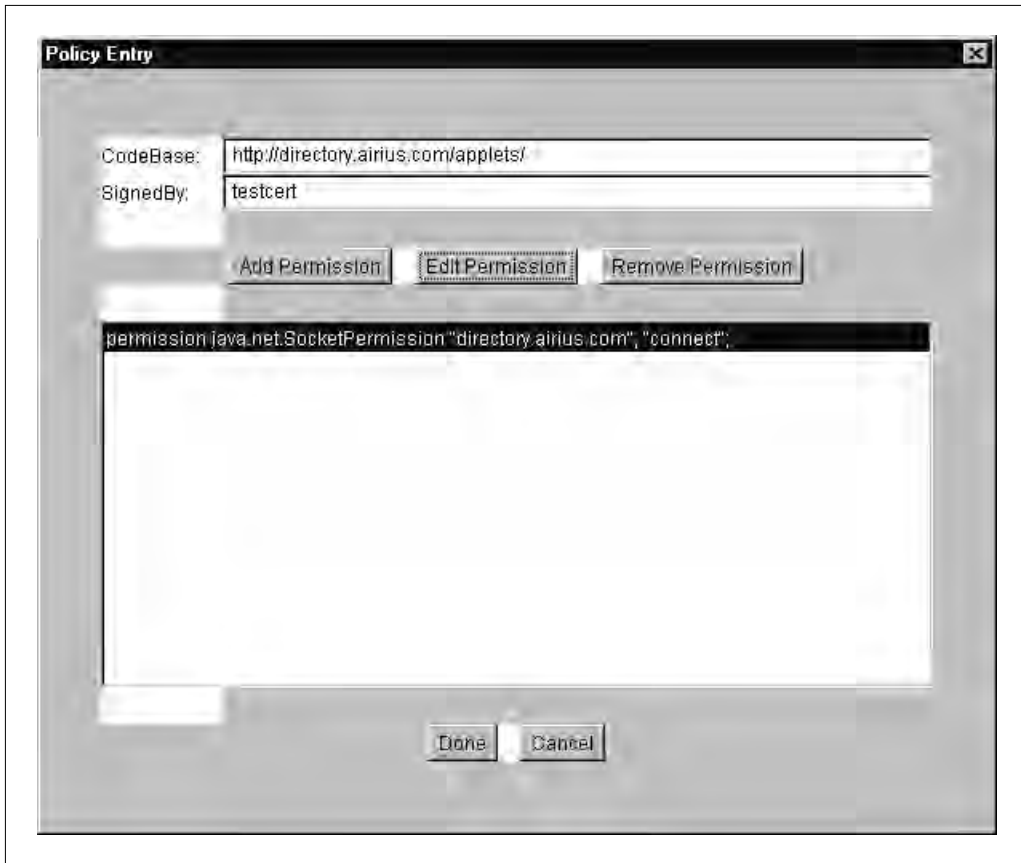 Policy Entry
CodeBase: http://directory.airius.com/applets/
SignedBy: testcert
Add Permission Edit Permission Remove Permission
permission java.net.SocketPermission "directory.airius.com", "connect";
Done Cancel